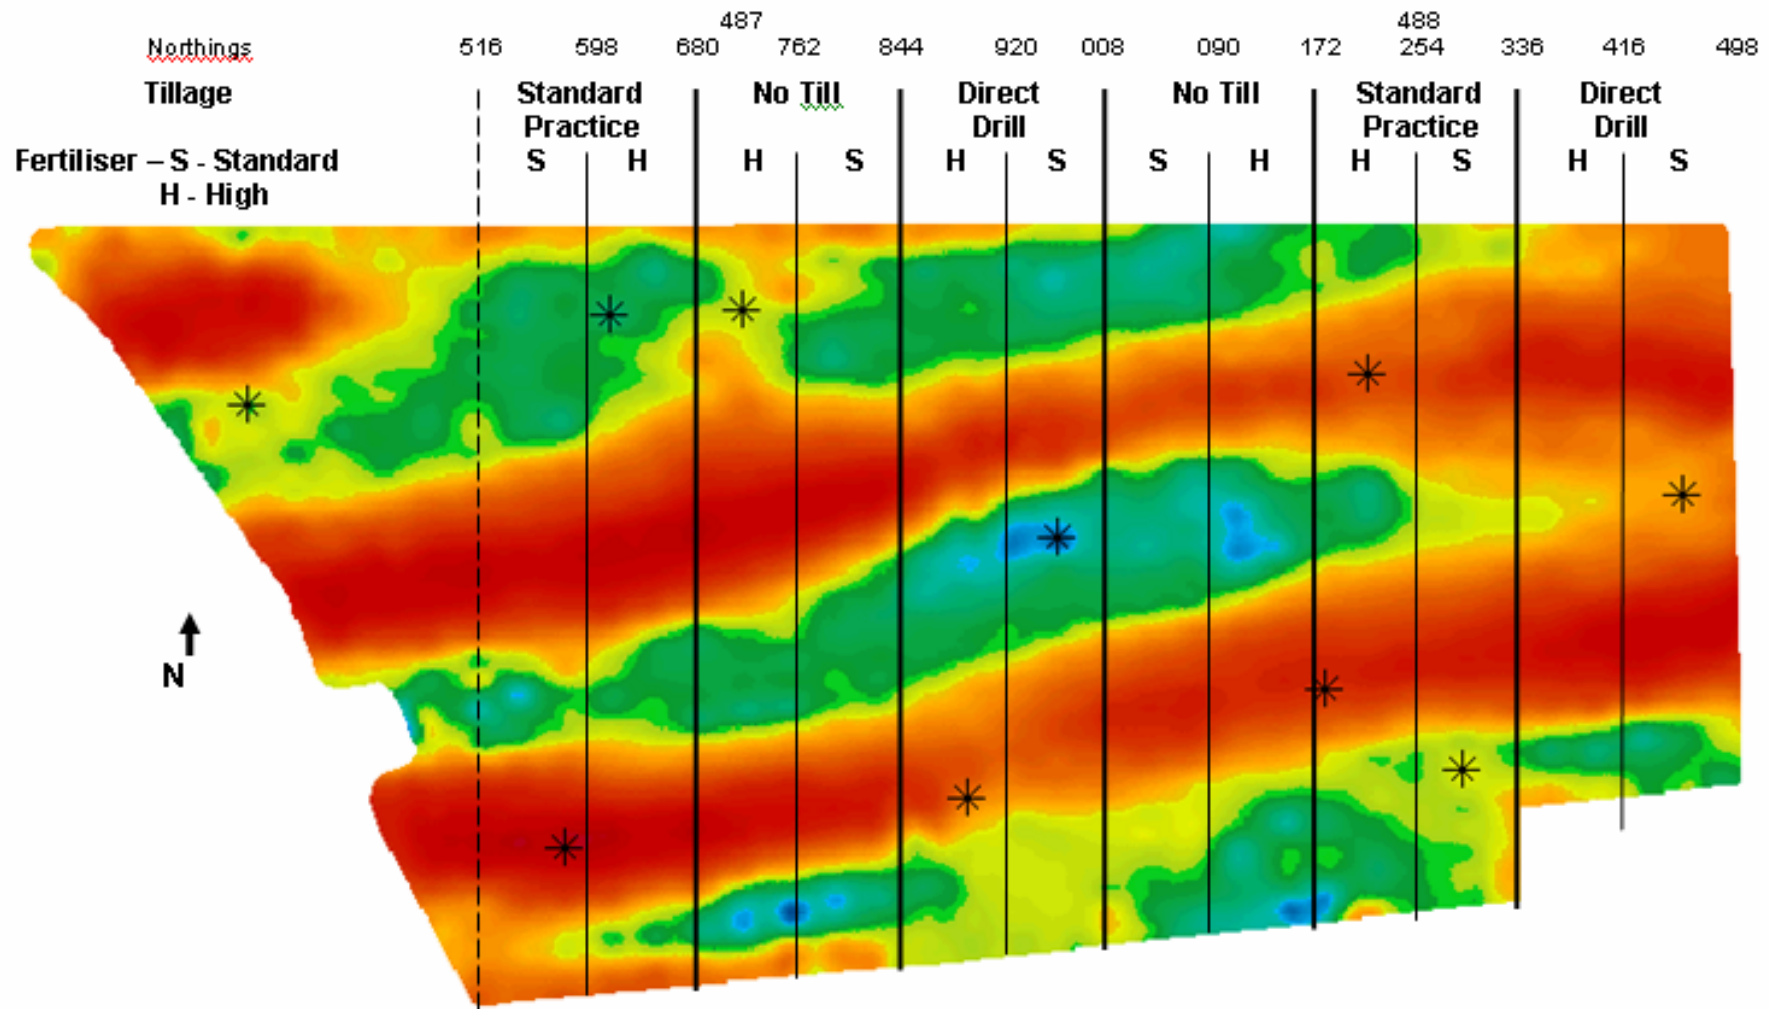 487 488
Northings 516 598 680 762 844 920 008 090 172 254 336 416 498
Tillage Standard No Till Direct No Till Standard Direct
Practice Drill Practice Drill
Fertiliser – S - Standard S H H S H S S H H S H S
H - High
N